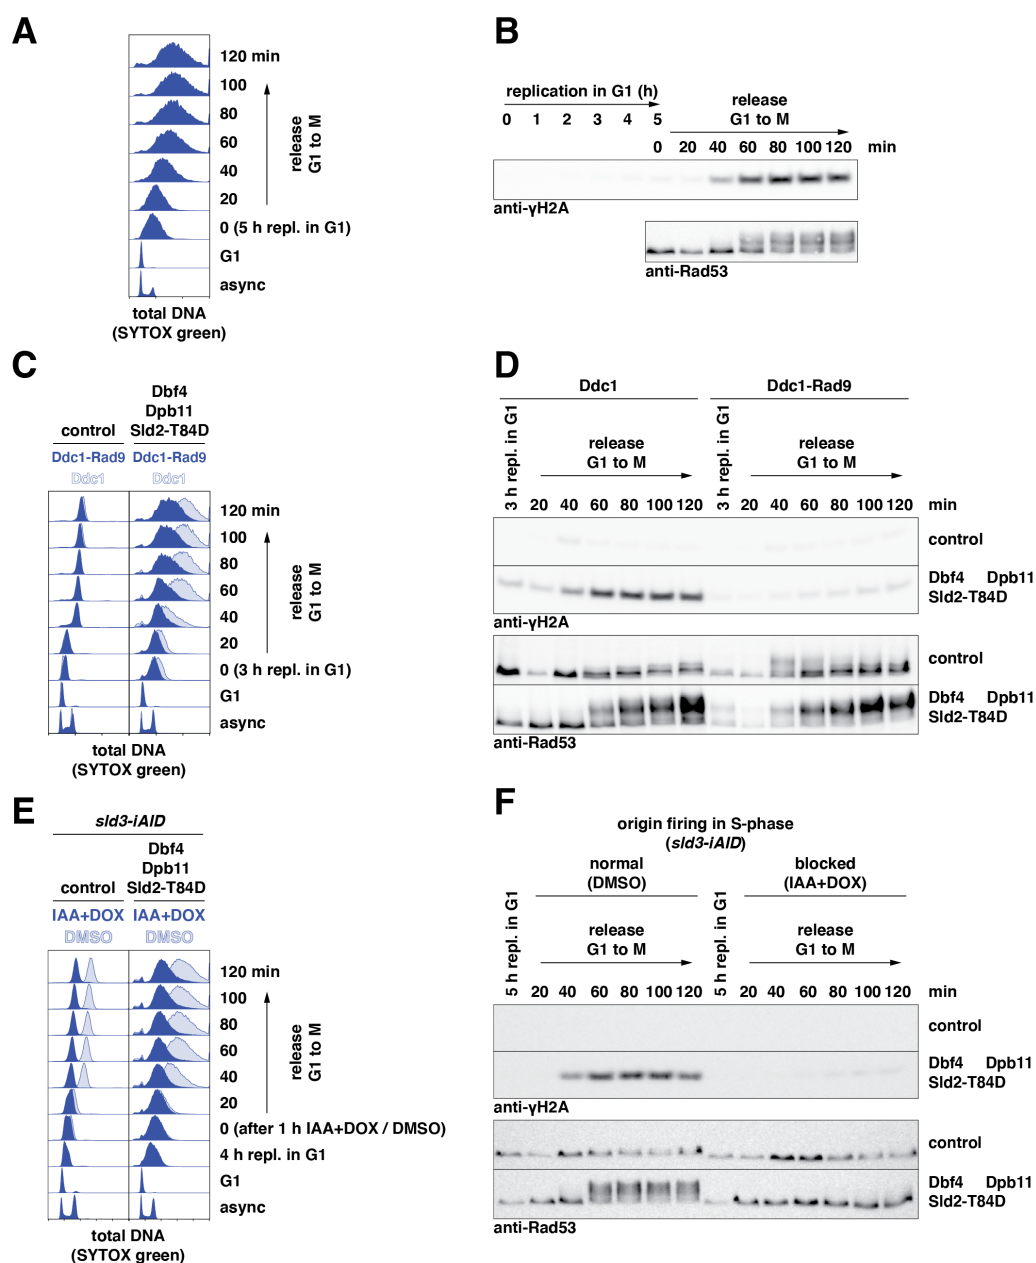 A
120 min
100
80
60
40
20
0 (5 h repl. in G1)
G1
async
release
G1 to M
total DNA
(SYTOX green)
B
replication in G1 (h)
0 1 2 3 4 5
release
G1 to M
0 20 40 60 80 100 120 min
anti-γH2A
anti-Rad53
C
control
Dbf4
Dpb11
Sld2-T84D
Ddc1-Rad9 Ddc1-Rad9
Ddc1 Ddc1
120 min
100
80
60
40
20
0 (3 h repl. in G1)
G1
async
release
G1 to M
total DNA
(SYTOX green)
D
Ddc1 Ddc1-Rad9
3 h repl. in G1
release
G1 to M
3 h repl. in G1
release
G1 to M
20 40 60 80 100 120 20 40 60 80 100 120 min
control
Dbf4 Dpb11
Sld2-T84D
anti-γH2A
control
Dbf4 Dpb11
Sld2-T84D
anti-Rad53
E
sld3-iAID
control
Dbf4
Dpb11
Sld2-T84D
IAA+DOX IAA+DOX
DMSO DMSO
120 min
100
80
60
40
20
0 (after 1 h IAA+DOX / DMSO)
4 h repl. in G1
G1
async
release
G1 to M
total DNA
(SYTOX green)
F
origin firing in S-phase
(sld3-iAID)
normal
(DMSO)
blocked
(IAA+DOX)
5 h repl. in G1
release
G1 to M
5 h repl. in G1
release
G1 to M
20 40 60 80 100 120 20 40 60 80 100 120 min
control
Dbf4 Dpb11
Sld2-T84D
anti-γH2A
control
Dbf4 Dpb11
Sld2-T84D
anti-Rad53